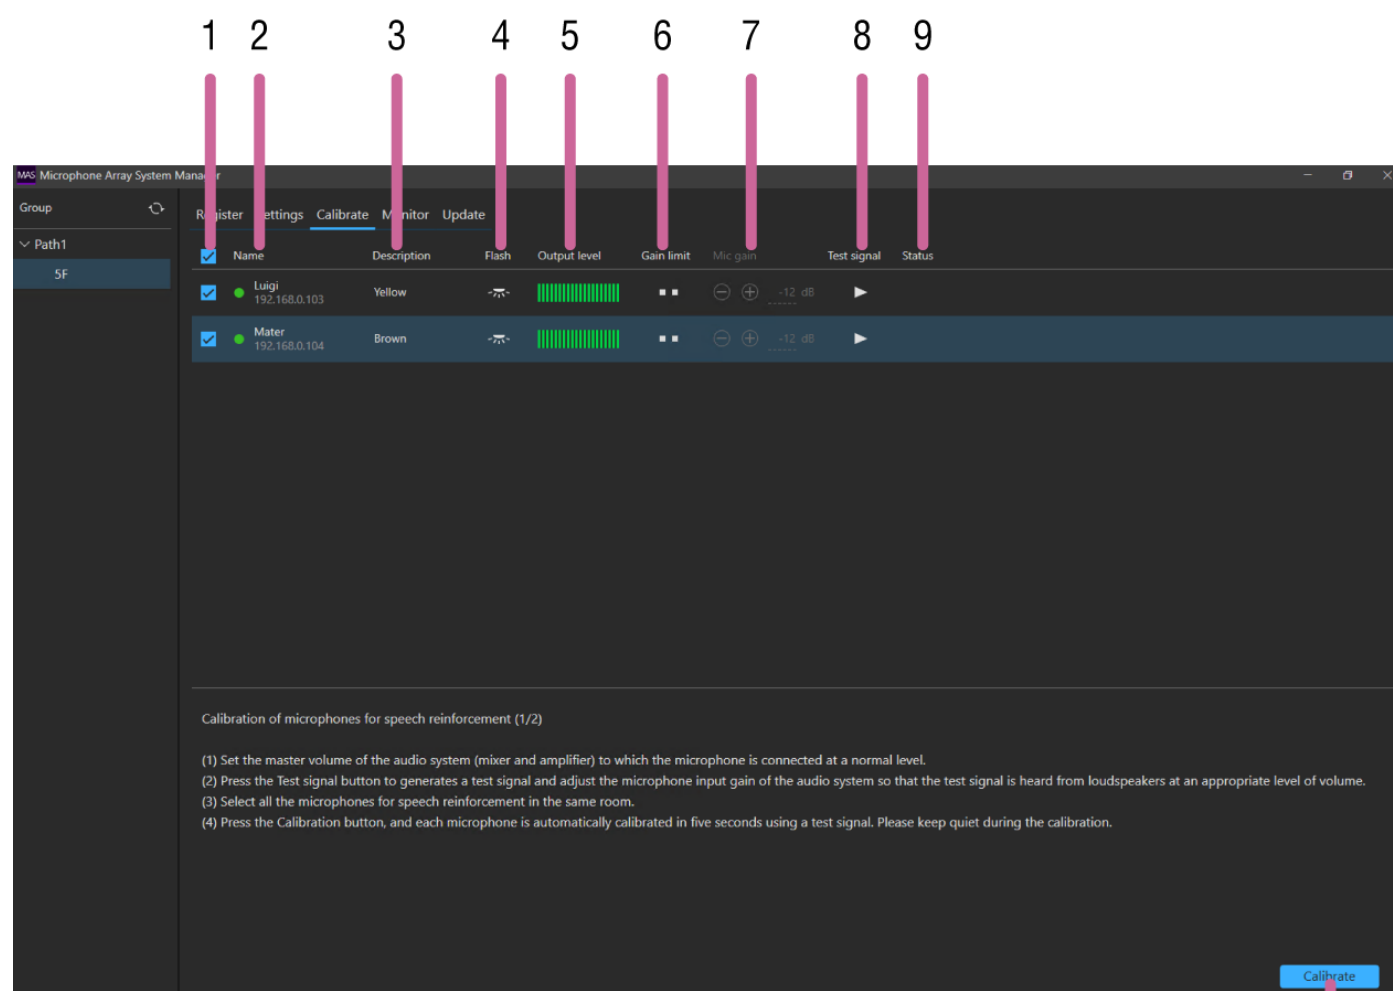 1 2 3 4 5 6 7 8 9
MAS Microphone Array System Manager
Group
Register Settings Calibrate Monitor Update
Path1
5F
Name Description Flash Output level Gain limit Mic gain Test signal Status
Luigi
192.168.0.103
Yellow
-12 dB
Mater
192.168.0.104
Brown
-12 dB
Calibration of microphones for speech reinforcement (1/2)
(1) Set the master volume of the audio system (mixer and amplifier) to which the microphone is connected at a normal level.
(2) Press the Test signal button to generates a test signal and adjust the microphone input gain of the audio system so that the test signal is heard from loudspeakers at an appropriate level of volume.
(3) Select all the microphones for speech reinforcement in the same room.
(4) Press the Calibration button, and each microphone is automatically calibrated in five seconds using a test signal. Please keep quiet during the calibration.
Calibrate